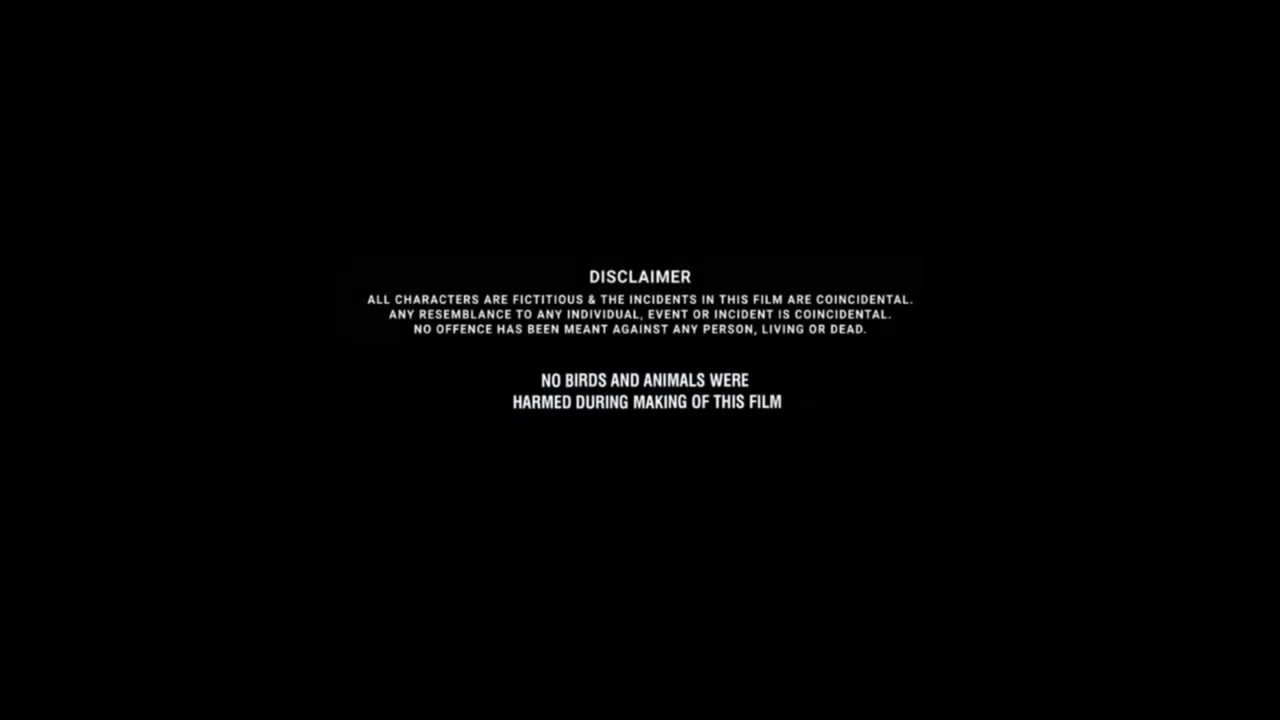 DISCLAIMER
ALL CHARACTERS ARE FICTITIOUS & THE INCIDENTS IN THIS FILM ARE COINCIDENTAL.
ANY RESEMBLANCE TO ANY INDIVIDUAL, EVENT OR INCIDENT IS COINCIDENTAL.
NO OFFENCE HAS BEEN MEANT AGAINST ANY PERSON, LIVING OR DEAD.
NO BIRDS AND ANIMALS WERE
HARMED DURING MAKING OF THIS FILM